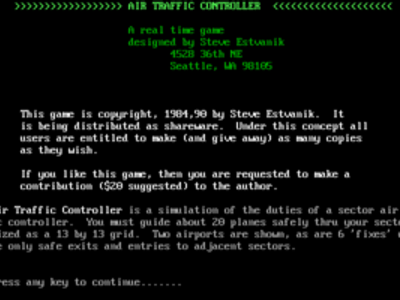 >>>>>>>>>>>>>>>>>> AIR TRAFFIC CONTROLLER <<<<<<<<<<<<<<<<<<<<
A real time game
designed by Steve Estvanik
4528 36th NE
Seattle, WA 98105
This game is copyright, 1984,90 by Steve Estvanik. It
is being distributed as shareware. Under this concept all
users are entitled to make (and give away) as many copies
as they wish.
If you like this game, then you are requested to make a
contribution ($20 suggested) to the author.
ir Traffic Controller is a simulation of the duties of a sector air
c controller. You must guide about 20 planes safely thru your secto
ized as a 13 by 13 grid. Two airports are shown, as are 6 'fixes'
e only safe exits and entries to adjacent sectors.
ress any key to continue.......